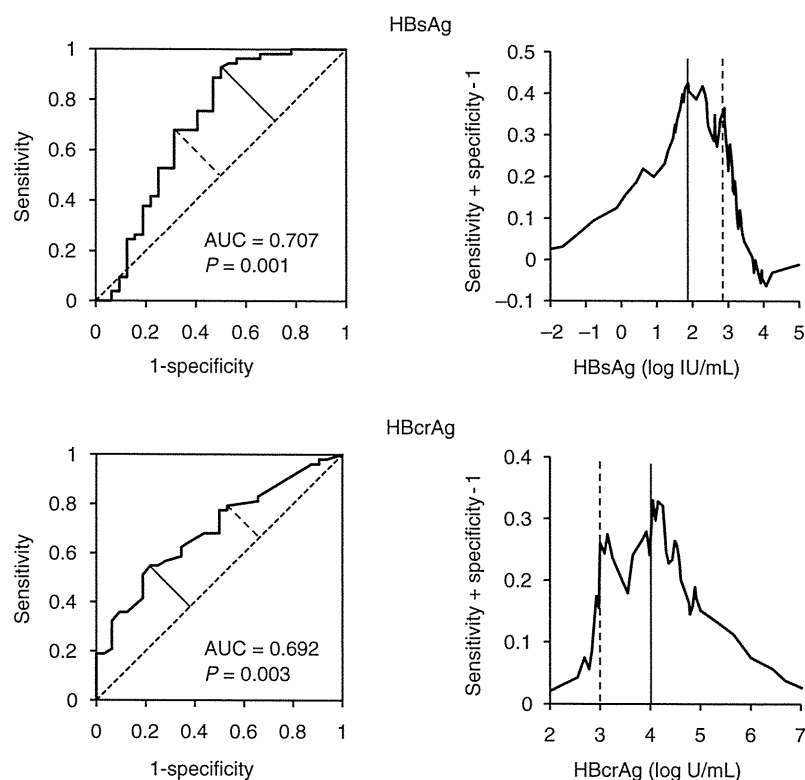 HBsAg
Sensitivity
1
0.8
0.6
0.4
0.2
0
AUC = 0.707
P = 0.001
0 0.2 0.4 0.6 0.8 1
1-specificity
Sensitivity + specificity - 1
0.5
0.4
0.3
0.2
0.1
0
–0.1
–2 –1 0 1 2 3 4 5
HBsAg (log IU/mL)
HBcrAg
Sensitivity
1
0.8
0.6
0.4
0.2
0
AUC = 0.692
P = 0.003
0 0.2 0.4 0.6 0.8 1
1-specificity
Sensitivity + specificity - 1
0.4
0.3
0.2
0.1
0
2 3 4 5 6 7
HBcrAg (log U/mL)